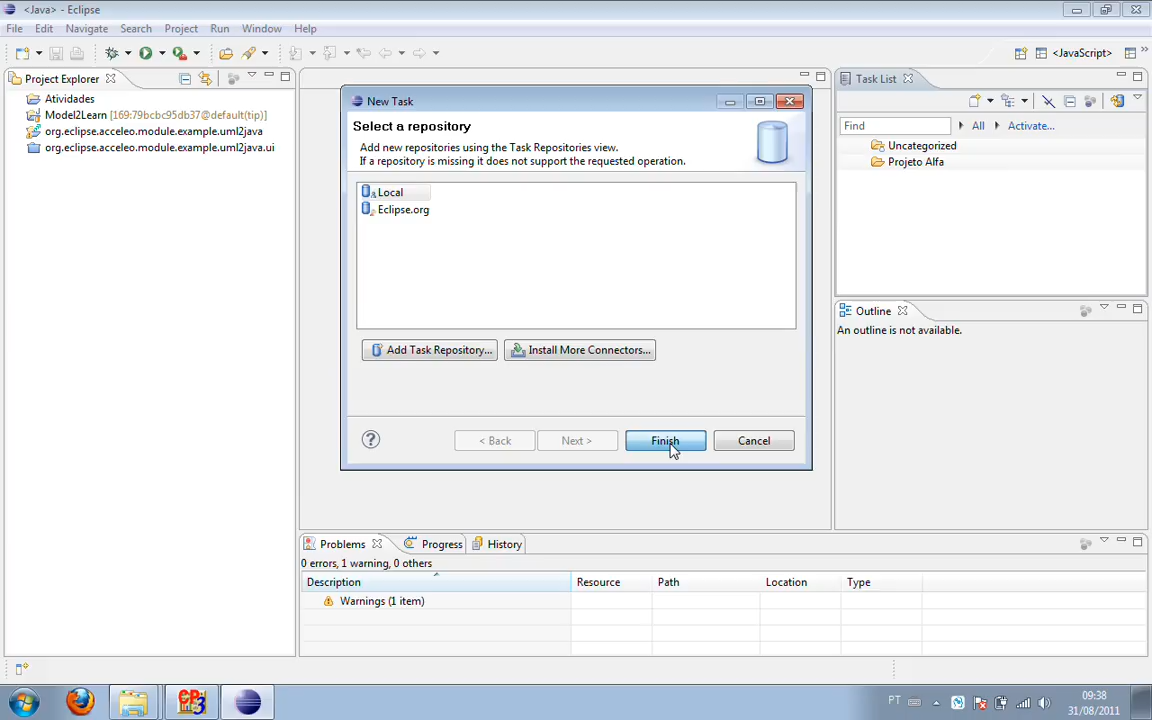 <Java> - Eclipse
File Edit Navigate Search Project Run Window Help
<JavaScript>
Project Explorer
Atividades
Model2Learn [169:79bcbc95db37@default(tip)]
org.eclipse.acceleo.module.example.uml2java
org.eclipse.acceleo.module.example.uml2java.ui
New Task
Select a repository
Add new repositories using the Task Repositories view.
If a repository is missing it does not support the requested operation.
Local
Eclipse.org
Add Task Repository... Install More Connectors...
< Back Next > Finish Cancel
Task List
Find All Activate...
Uncategorized
Projeto Alfa
Outline
An outline is not available.
Problems Progress History
0 errors, 1 warning, 0 others
Description Resource Path Location Type
Warnings (1 item)
PT 09:38
31/08/2011